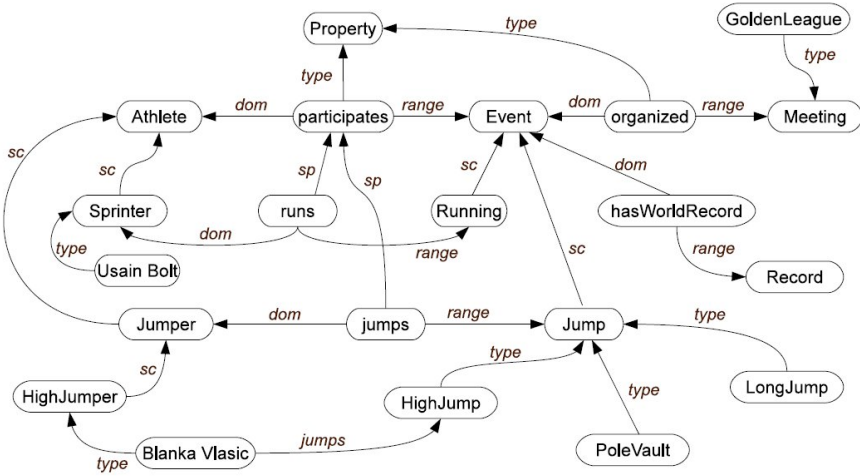 GoldenLeague
Property
type
type
type
Athlete
dom
participates
range
Event
dom
organized
range
Meeting
sc
sc
sp
sp
sc
dom
Sprinter
runs
Running
hasWorldRecord
type
dom
range
range
Usain Bolt
sc
Record
Jumper
dom
jumps
range
Jump
type
sc
type
HighJumper
HighJump
type
LongJump
type
Blanka Vlasic
jumps
PoleVault